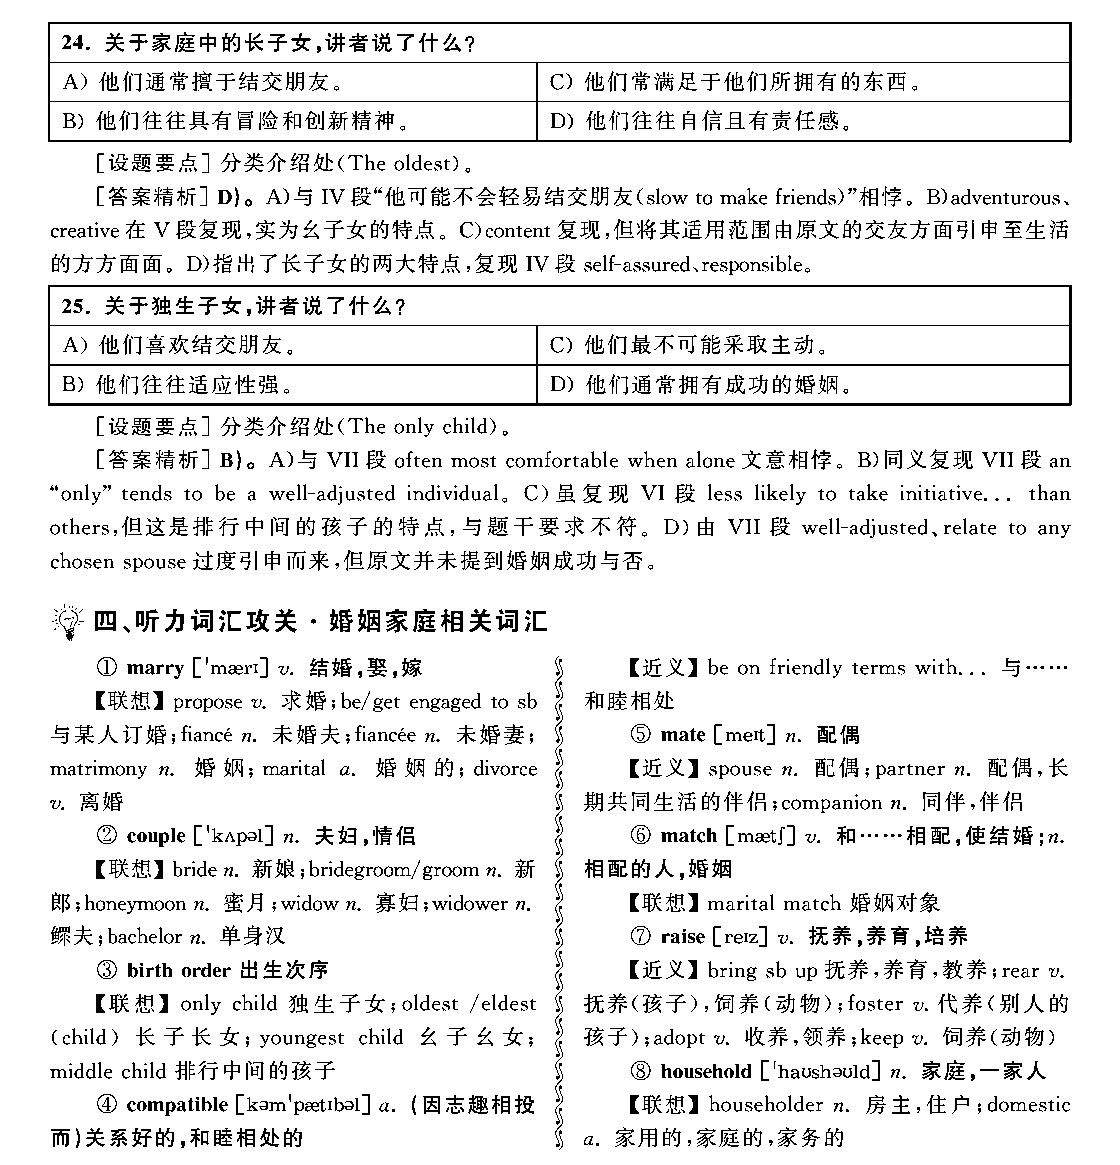 24. 关于家庭中的长子女,讲者说了什么?
A) 他们通常擅于结交朋友。
C) 他们常满足于他们所拥有的东西。
B) 他们往往具有冒险和创新精神。
D) 他们往往自信且有责任感。
[设题要点] 分类介绍处(The oldest)。
[答案精析] D)。A)与 IV 段“他可能不会轻易结交朋友(slow to make friends)”相悖。B)adventurous、
creative 在 V 段复现,实为幺子女的特点。C)content 复现,但将其适用范围由原文的交友方面引申至生活
的方方面面。D)指出了长子女的两大特点,复现 IV 段 self-assured、responsible。
25. 关于独生子女,讲者说了什么?
A) 他们喜欢结交朋友。
C) 他们最不可能采取主动。
B) 他们往往适应性强。
D) 他们通常拥有成功的婚姻。
[设题要点] 分类介绍处(The only child)。
[答案精析] B)。A)与 VII 段 often most comfortable when alone 文意相悖。B)同义复现 VII 段 an
“only” tends to be a well-adjusted individual。C)虽复现 VI 段 less likely to take initiative... than
others,但这是排行中间的孩子的特点,与题干要求不符。D)由 VII 段 well-adjusted、relate to any
chosen spouse 过度引申而来,但原文并未提到婚姻成功与否。
四、听力词汇攻关·婚姻家庭相关词汇
① marry [ˈmærɪ] v. 结婚,娶,嫁
【联想】propose v. 求婚;be/get engaged to sb
与某人订婚;fiancé n. 未婚夫;fiancée n. 未婚妻;
matrimony n. 婚姻; marital a. 婚姻的; divorce
v. 离婚
② couple [ˈkʌpəl] n. 夫妇,情侣
【联想】bride n. 新娘;bridegroom/groom n. 新
郎;honeymoon n. 蜜月;widow n. 寡妇;widower n.
鳏夫;bachelor n. 单身汉
③ birth order 出生次序
【联想】only child 独生子女;oldest /eldest
(child) 长子长女; youngest child 幺子幺女;
middle child 排行中间的孩子
④ compatible [kəmˈpætɪbəl] a. (因志趣相投
而)关系好的,和睦相处的
【近义】be on friendly terms with... 与……
和睦相处
⑤ mate [meɪt] n. 配偶
【近义】spouse n. 配偶;partner n. 配偶,长
期共同生活的伴侣;companion n. 同伴,伴侣
⑥ match [mætʃ] v. 和……相配,使结婚;n.
相配的人,婚姻
【联想】marital match 婚姻对象
⑦ raise [reɪz] v. 抚养,养育,培养
【近义】bring sb up 抚养,养育,教养;rear v.
抚养(孩子),饲养(动物);foster v. 代养(别人的
孩子);adopt v. 收养,领养;keep v. 饲养(动物)
⑧ household [ˈhaʊshəʊld] n. 家庭,一家人
【联想】householder n. 房主,住户;domestic
a. 家用的,家庭的,家务的